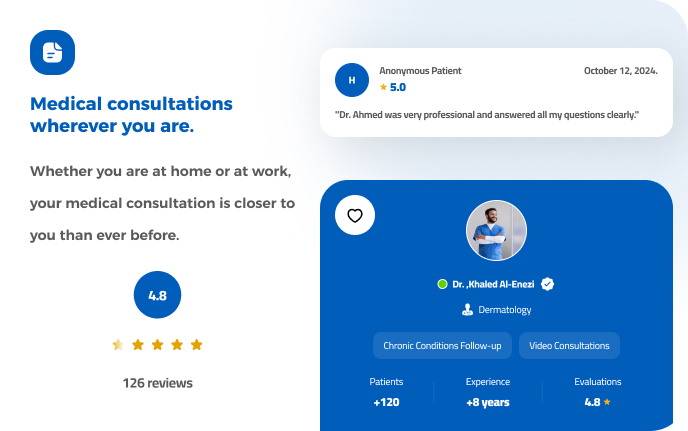 Medical consultations
wherever you are.
Whether you are at home or at work,
your medical consultation is closer to
you than ever before.
4.8
126 reviews
H
Anonymous Patient
October 12, 2024.
5.0
"Dr. Ahmed was very professional and answered all my questions clearly."
Dr. ,Khaled Al-Enezi
Dermatology
Chronic Conditions Follow-up
Video Consultations
Patients
Experience
Evaluations
+120
+8 years
4.8